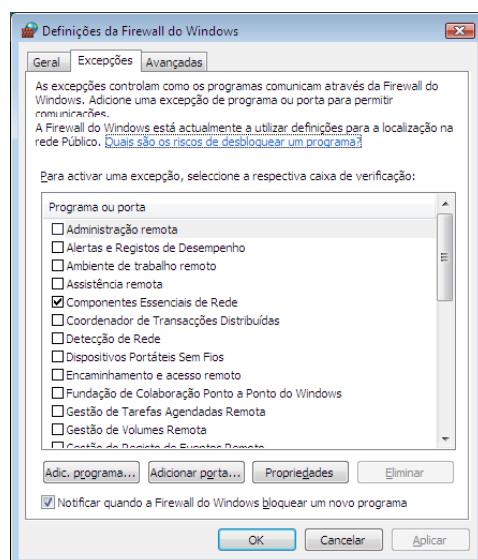 Definições da Firewall do Windows
Geral Excepções Avançadas
As excepções controlam como os programas comunicam através da Firewall do
Windows. Adicione uma excepção de programa ou porta para permitir
comunicações.
A Firewall do Windows está actualmente a utilizar definições para a localização na
rede Público. Quais são os riscos de desbloquear um programa?
Para activar uma excepção, seleccione a respectiva caixa de verificação:
Programa ou porta
Administração remota
Alertas e Registos de Desempenho
Ambiente de trabalho remoto
Assistência remota
Componentes Essenciais de Rede
Coordenador de Transacções Distribuídas
Detecção de Rede
Dispositivos Portáteis Sem Fios
Encaminhamento e acesso remoto
Fundação de Colaboração Ponto a Ponto do Windows
Gestão de Tarefas Agendadas Remota
Gestão de Volumes Remota
Gestão de Registo de Eventos Remoto
Adic. programa... Adicionar porta... Propriedades Eliminar
Notificar quando a Firewall do Windows bloquear um novo programa
OK Cancelar Aplicar